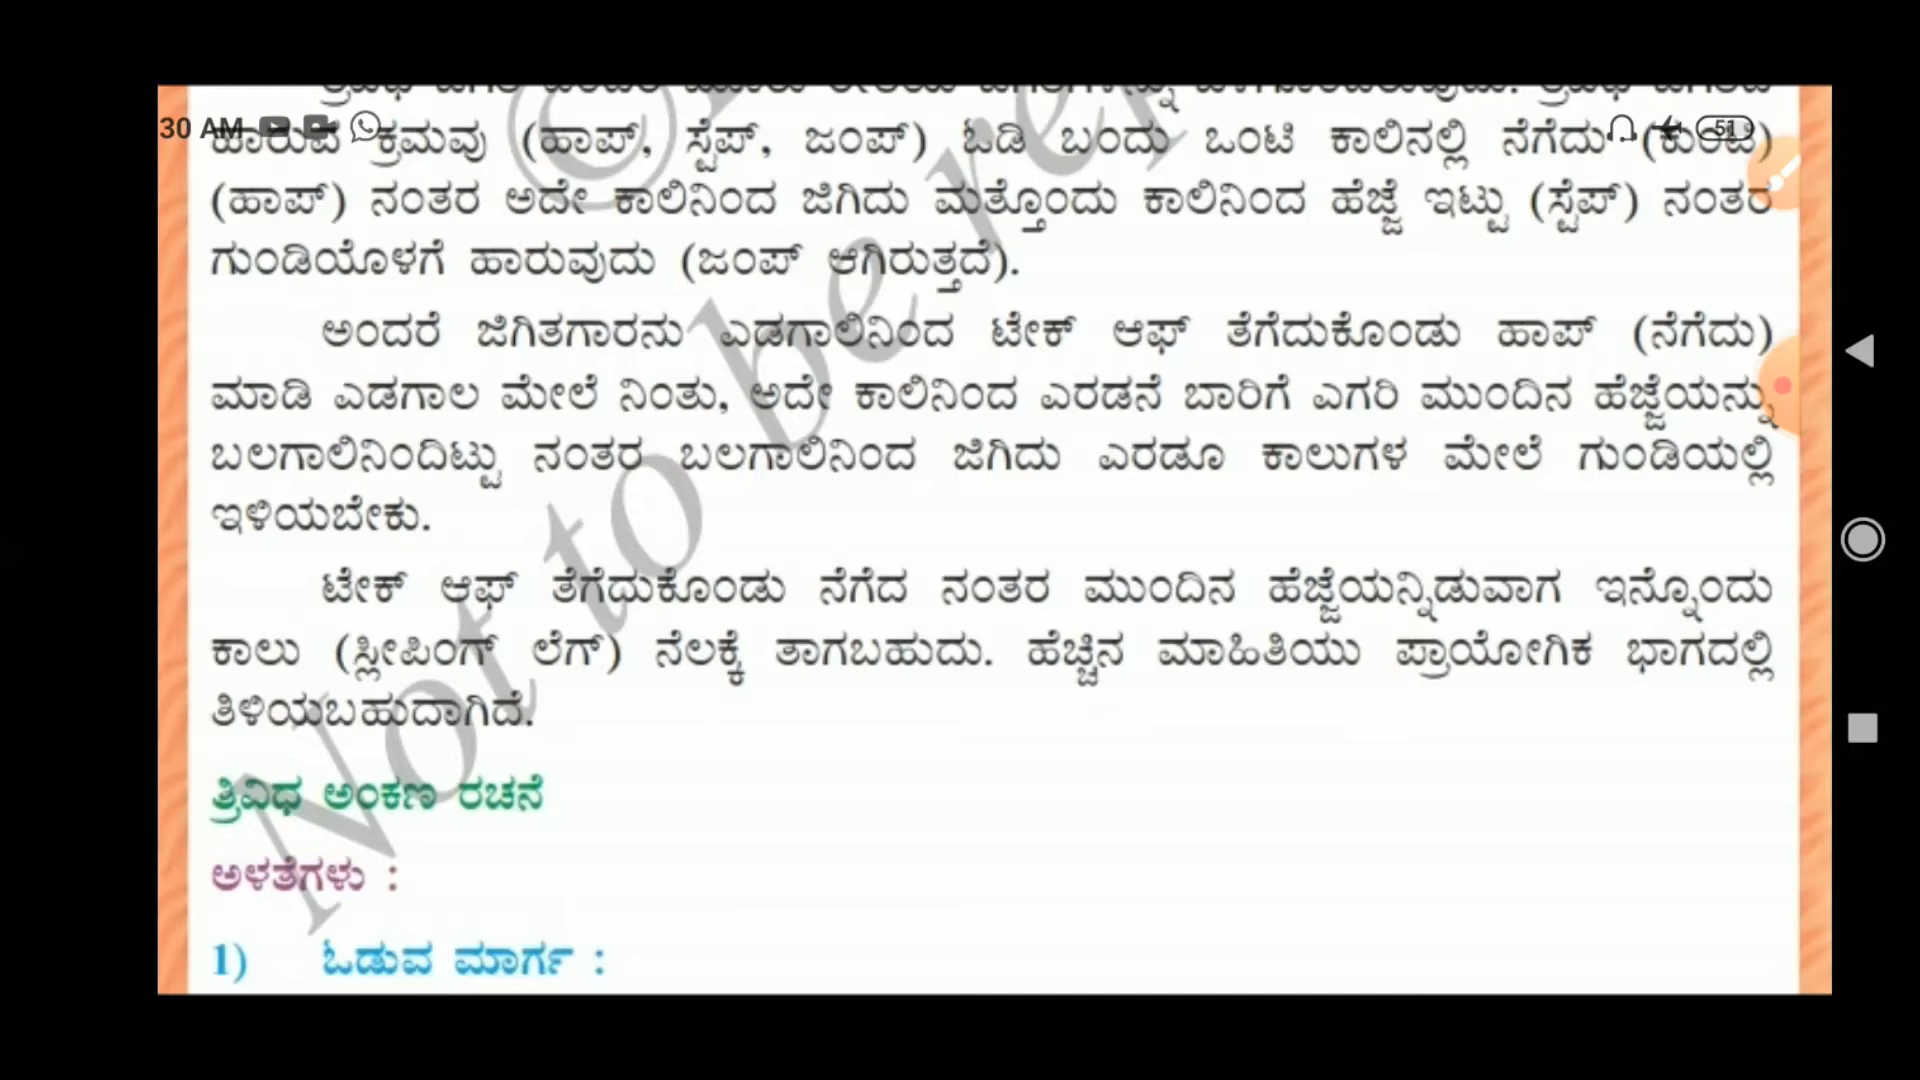 30 AM 51
ಹಾರುವ ಕ್ರಮವು (ಹಾಪ್, ಸ್ಟೆಪ್, ಜಂಪ್) ಓಡಿ ಬಂದು ಒಂಟಿ ಕಾಲಿನಲ್ಲಿ ನೆಗೆದು (ಕುಂಟಿ)
(ಹಾಪ್) ನಂತರ ಅದೇ ಕಾಲಿನಿಂದ ಜಿಗಿದು ಮತ್ತೊಂದು ಕಾಲಿನಿಂದ ಹೆಜ್ಜೆ ಇಟ್ಟು (ಸ್ಟೆಪ್) ನಂತರ
ಗುಂಡಿಯೊಳಗೆ ಹಾರುವುದು (ಜಂಪ್ ಆಗಿರುತ್ತದೆ).
ಅಂದರೆ ಜಿಗಿತಗಾರನು ಎಡಗಾಲಿನಿಂದ ಟೇಕ್ ಆಫ್ ತೆಗೆದುಕೊಂಡು ಹಾಪ್ (ನೆಗೆದು)
ಮಾಡಿ ಎಡಗಾಲ ಮೇಲೆ ನಿಂತು, ಅದೇ ಕಾಲಿನಿಂದ ಎರಡನೆ ಬಾರಿಗೆ ಎಗರಿ ಮುಂದಿನ ಹೆಜ್ಜೆಯನ್ನು
ಬಲಗಾಲಿನಿಂದಿಟ್ಟು ನಂತರ ಬಲಗಾಲಿನಿಂದ ಜಿಗಿದು ಎರಡೂ ಕಾಲುಗಳ ಮೇಲೆ ಗುಂಡಿಯಲ್ಲಿ
ಇಳಿಯಬೇಕು.
ಟೇಕ್ ಆಫ್ ತೆಗೆದುಕೊಂಡು ನೆಗೆದ ನಂತರ ಮುಂದಿನ ಹೆಜ್ಜೆಯನ್ನಿಡುವಾಗ ಇನ್ನೊಂದು
ಕಾಲು (ಸ್ಲೀಪಿಂಗ್ ಲೆಗ್) ನೆಲಕ್ಕೆ ತಾಗಬಹುದು. ಹೆಚ್ಚಿನ ಮಾಹಿತಿಯು ಪ್ರಾಯೋಗಿಕ ಭಾಗದಲ್ಲಿ
ತಿಳಿಯಬಹುದಾಗಿದೆ.
ತ್ರಿವಿಧ ಅಂಕಣ ರಚನೆ
ಅಳತೆಗಳು :
1) ಓಡುವ ಮಾರ್ಗ :
Not to be re